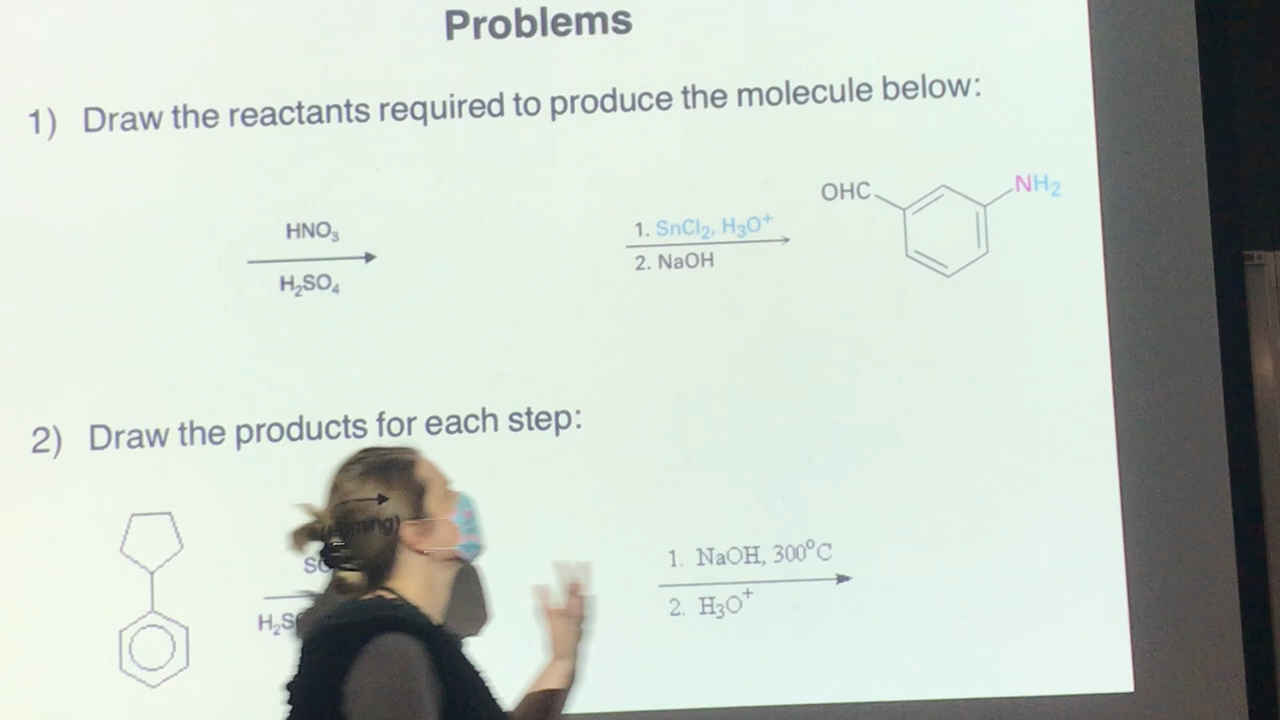 Problems
1) Draw the reactants required to produce the molecule below:
HNO₃
H₂SO₄
1. SnCl₂, H₃O⁺
2. NaOH
OHC
NH₂
2) Draw the products for each step:
1. NaOH, 300°C
2. H₃O⁺